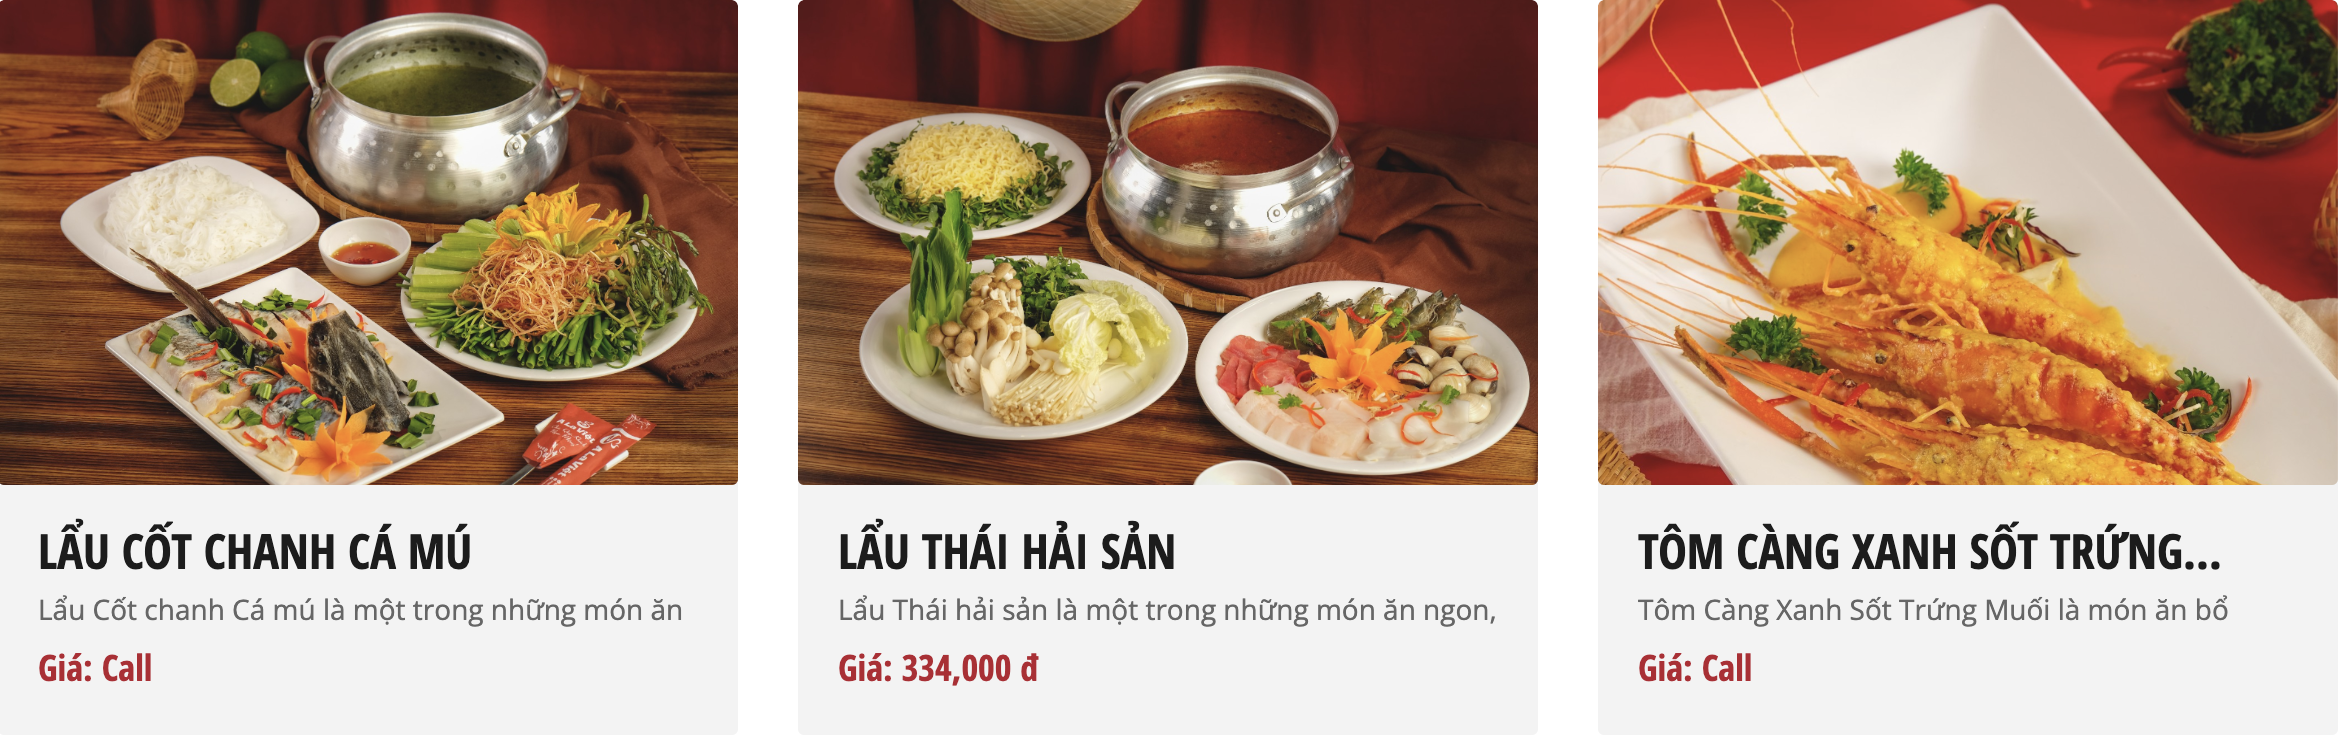 LẨU CỐT CHANH CÁ MÚ
Lẩu Cốt chanh Cá mú là một trong những món ăn
Giá: Call
LẨU THÁI HẢI SẢN
Lẩu Thái hải sản là một trong những món ăn ngon,
Giá: 334,000 đ
TÔM CÀNG XANH SỐT TRỨNG...
Tôm Càng Xanh Sốt Trứng Muối là món ăn bổ
Giá: Call